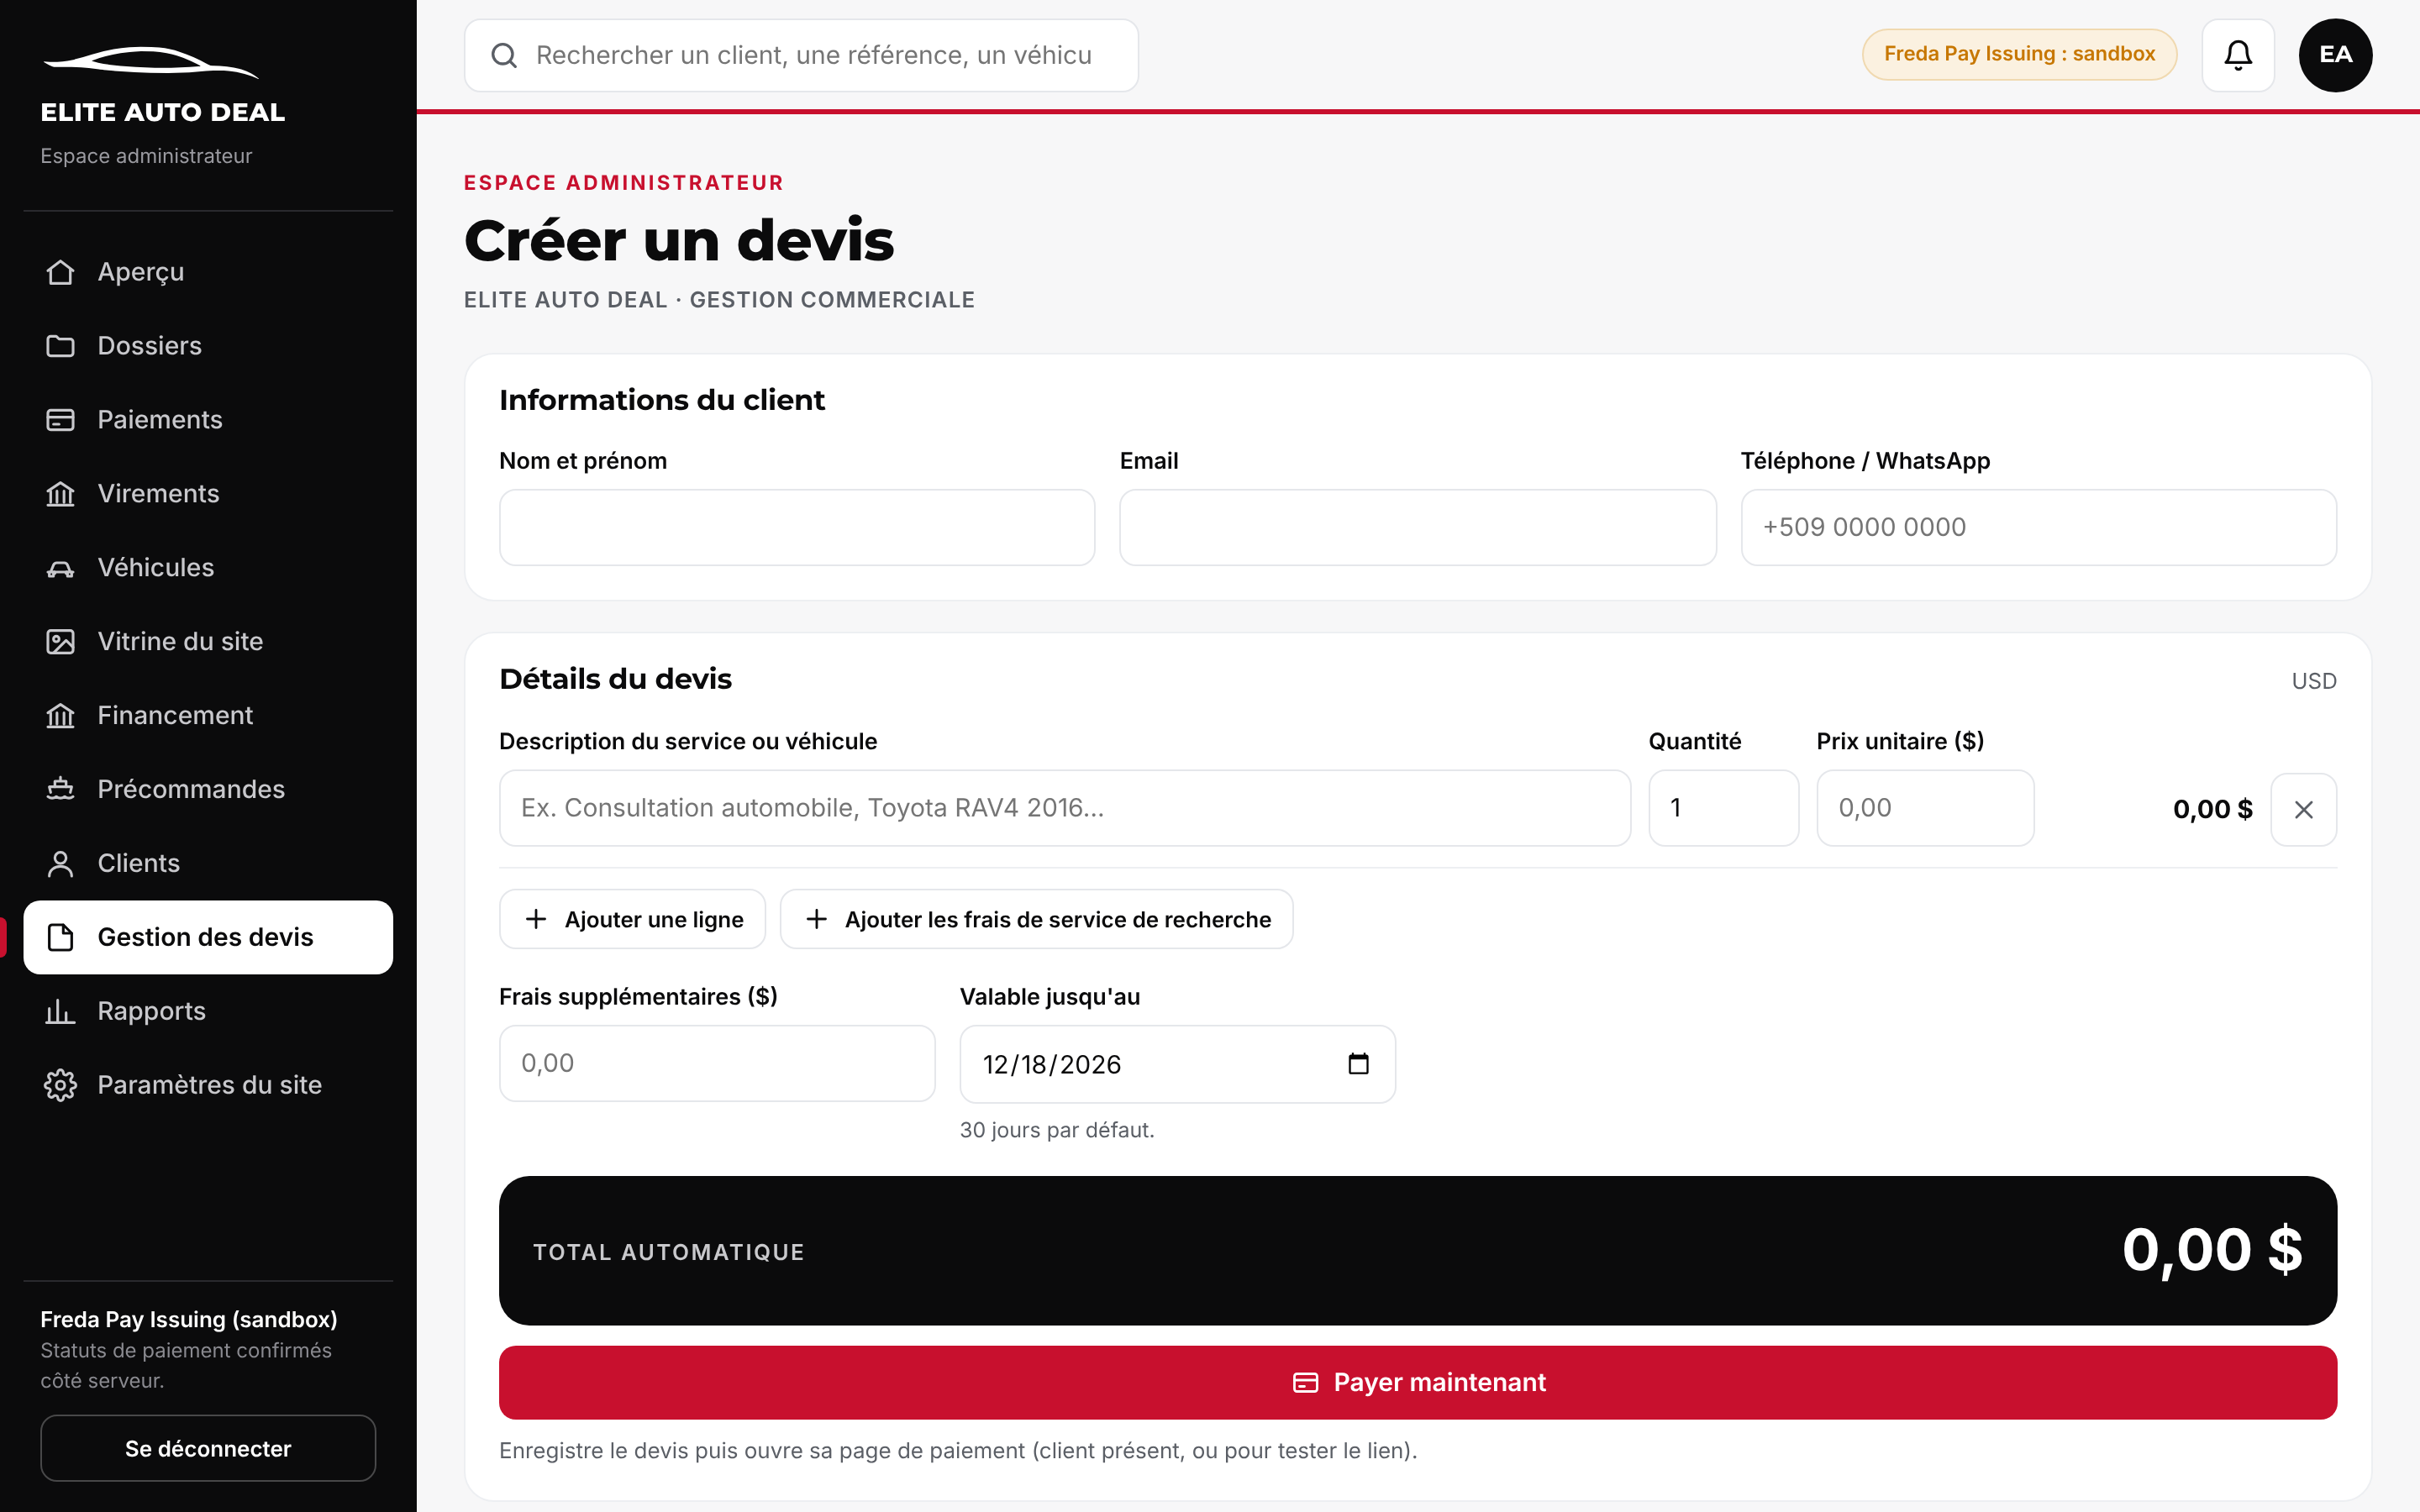 ELITE AUTO DEAL
Espace administrateur
Aperçu
Dossiers
Paiements
Virements
Véhicules
Vitrine du site
Financement
Précommandes
Clients
Gestion des devis
Rapports
Paramètres du site
Freda Pay Issuing (sandbox)
Statuts de paiement confirmés
côté serveur.
Se déconnecter
Rechercher un client, une référence, un véhicu
Freda Pay Issuing : sandbox
EA
ESPACE ADMINISTRATEUR
Créer un devis
ELITE AUTO DEAL · GESTION COMMERCIALE
Informations du client
Nom et prénom
Email
Téléphone / WhatsApp
+509 0000 0000
Détails du devis
USD
Description du service ou véhicule
Quantité
Prix unitaire ($)
Ex. Consultation automobile, Toyota RAV4 2016...
1
0,00
0,00 $
Ajouter une ligne
Ajouter les frais de service de recherche
Frais supplémentaires ($)
Valable jusqu'au
0,00
12/18/2026
30 jours par défaut.
TOTAL AUTOMATIQUE
0,00 $
Payer maintenant
Enregistre le devis puis ouvre sa page de paiement (client présent, ou pour tester le lien).